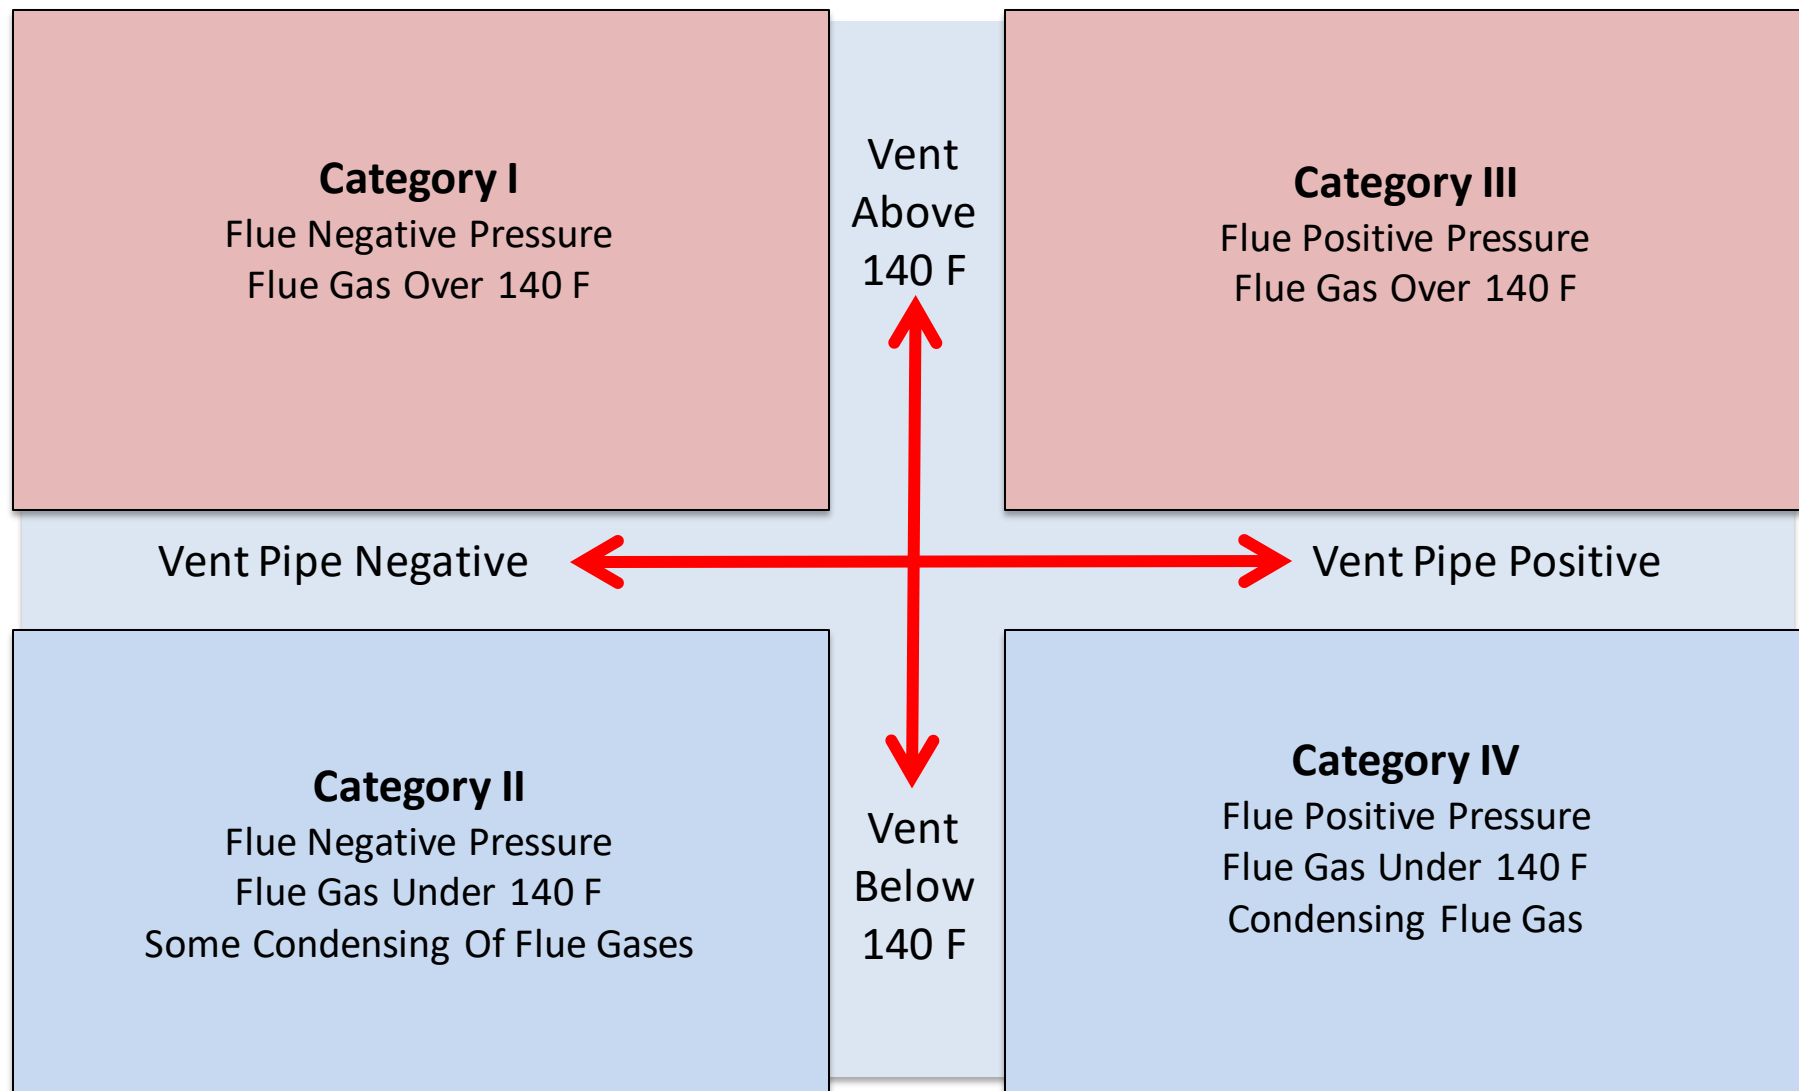 Category I
Flue Negative Pressure
Flue Gas Over 140 F
Vent
Above
140 F
Category III
Flue Positive Pressure
Flue Gas Over 140 F
Vent Pipe Negative
Vent Pipe Positive
Category II
Flue Negative Pressure
Flue Gas Under 140 F
Some Condensing Of Flue Gases
Vent
Below
140 F
Category IV
Flue Positive Pressure
Flue Gas Under 140 F
Condensing Flue Gas